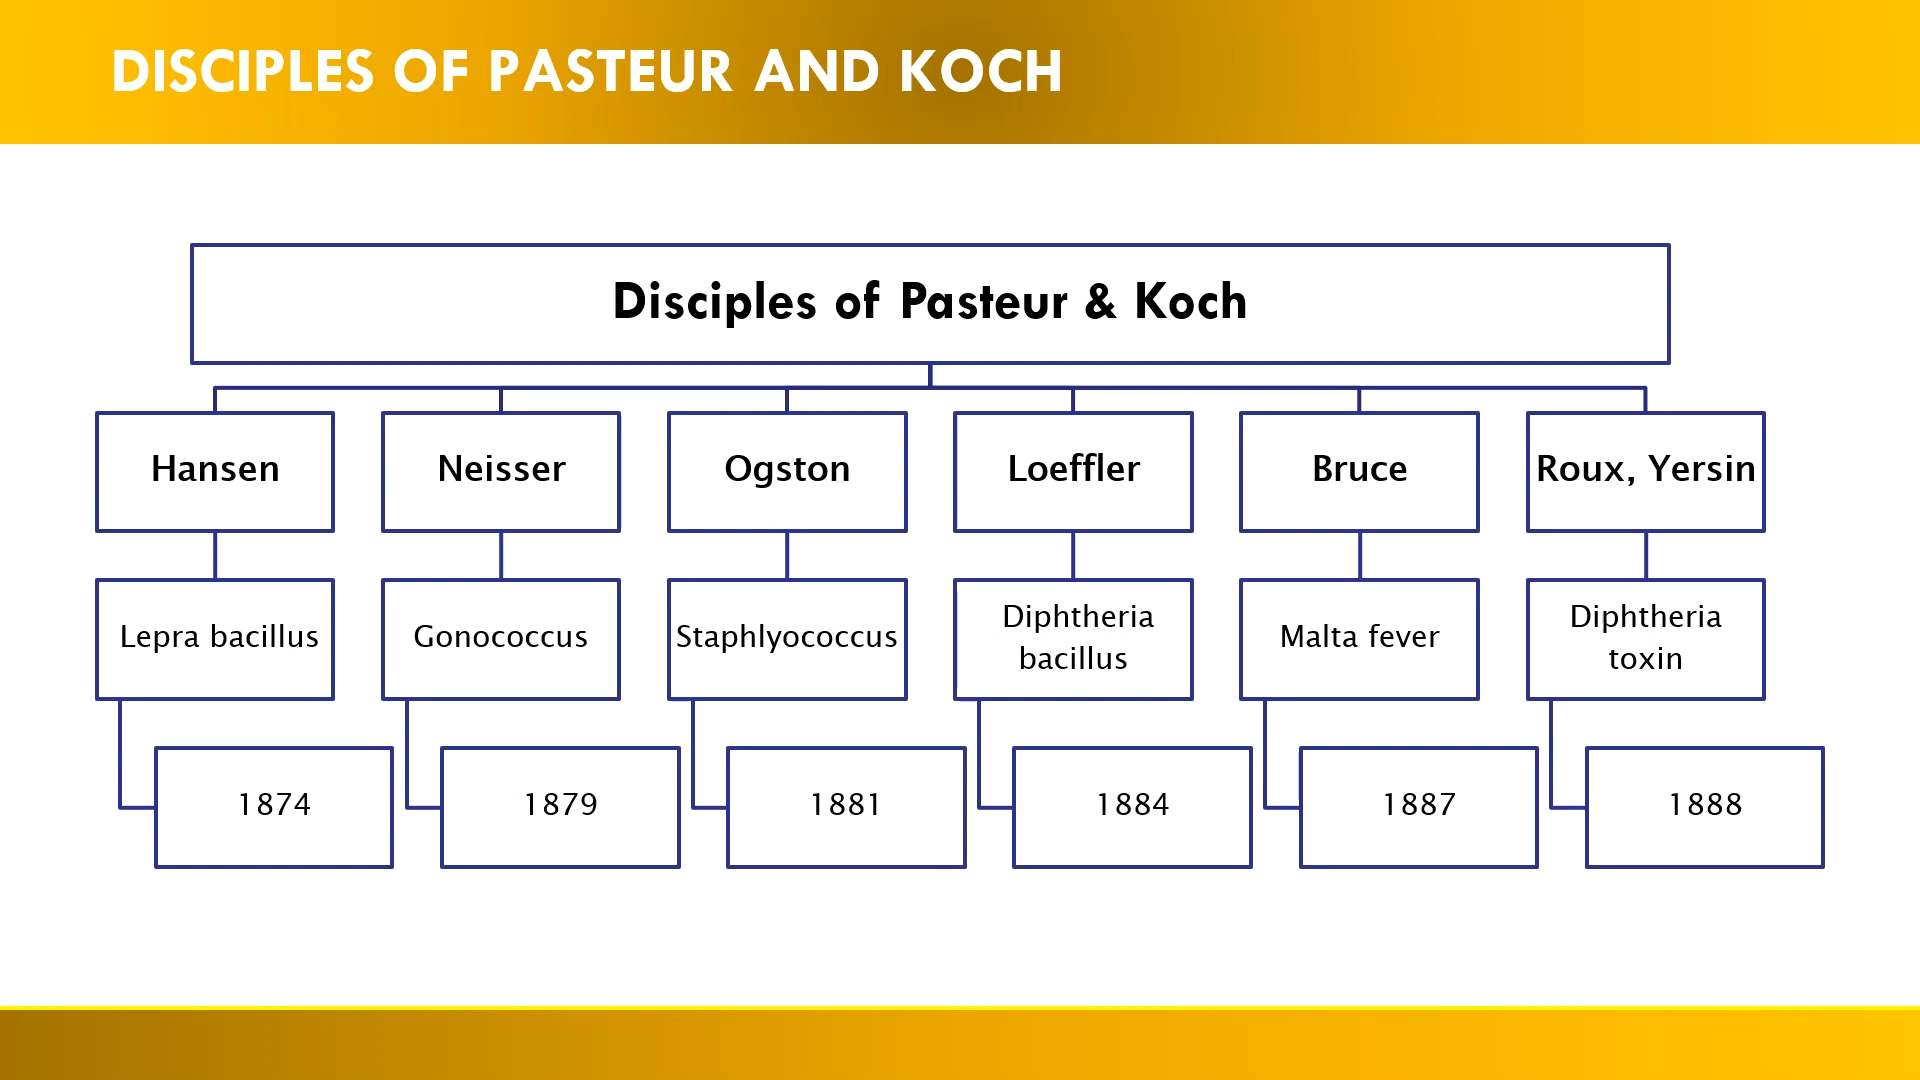 DISCIPLES OF PASTEUR AND KOCH
Disciples of Pasteur & Koch
Hansen
Neisser
Ogston
Loeffler
Bruce
Roux, Yersin
Lepra bacillus
Gonococcus
Staphlyococcus
Diphtheria
bacillus
Malta fever
Diphtheria
toxin
1874
1879
1881
1884
1887
1888